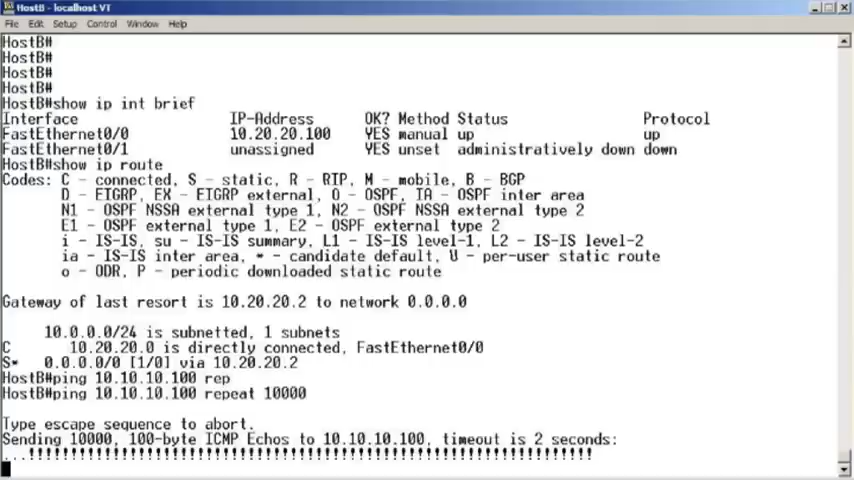 HostB - localhost VT
File Edit Setup Control Window Help
HostB#
HostB#
HostB#
HostB#
HostB#show ip int brief
Interface IP-Address OK? Method Status Protocol
FastEthernet0/0 10.20.20.100 YES manual up up
FastEthernet0/1 unassigned YES unset administratively down down
HostB#show ip route
Codes: C - connected, S - static, R - RIP, M - mobile, B - BGP
D - EIGRP, EX - EIGRP external, O - OSPF, IA - OSPF inter area
N1 - OSPF NSSA external type 1, N2 - OSPF NSSA external type 2
E1 - OSPF external type 1, E2 - OSPF external type 2
i - IS-IS, su - IS-IS summary, L1 - IS-IS level-1, L2 - IS-IS level-2
ia - IS-IS inter area, * - candidate default, U - per-user static route
o - ODR, P - periodic downloaded static route
Gateway of last resort is 10.20.20.2 to network 0.0.0.0
10.0.0.0/24 is subnetted, 1 subnets
C 10.20.20.0 is directly connected, FastEthernet0/0
S* 0.0.0.0/0 [1/0] via 10.20.20.2
HostB#ping 10.10.10.100 rep
HostB#ping 10.10.10.100 repeat 10000
Type escape sequence to abort.
Sending 10000, 100-byte ICMP Echos to 10.10.10.100, timeout is 2 seconds:
...!!!!!!!!!!!!!!!!!!!!!!!!!!!!!!!!!!!!!!!!!!!!!!!!!!!!!!!!!!!!!!!!!!!